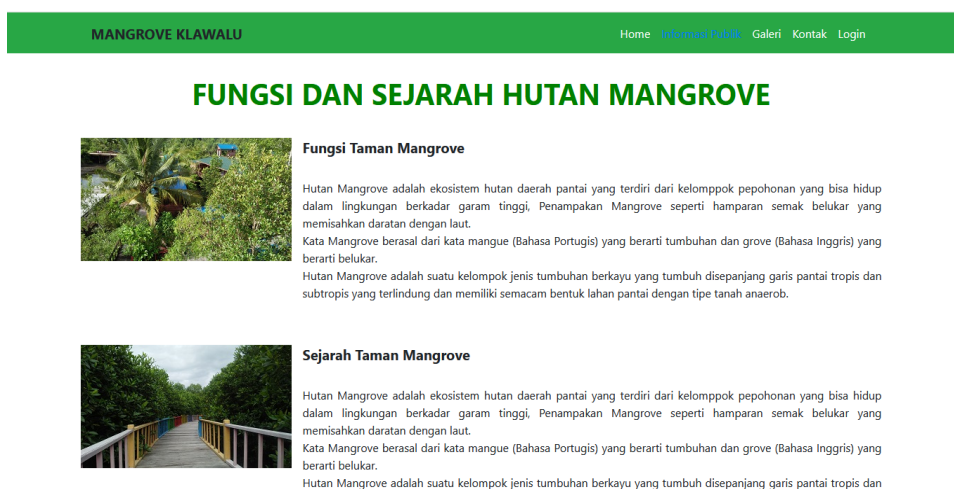 MANGROVE KLAWALU
Home Informasi Publik Galeri Kontak Login
FUNGSI DAN SEJARAH HUTAN MANGROVE
Fungsi Taman Mangrove
Hutan Mangrove adalah ekosistem hutan daerah pantai yang terdiri dari kelomppok pepohonan yang bisa hidup
dalam lingkungan berkadar garam tinggi, Penampakan Mangrove seperti hamparan semak belukar yang
memisahkan daratan dengan laut.
Kata Mangrove berasal dari kata mangue (Bahasa Portugis) yang berarti tumbuhan dan grove (Bahasa Inggris) yang
berarti belukar.
Hutan Mangrove adalah suatu kelompok jenis tumbuhan berkayu yang tumbuh disepanjang garis pantai tropis dan
subtropis yang terlindung dan memiliki semacam bentuk lahan pantai dengan tipe tanah anaerob.
Sejarah Taman Mangrove
Hutan Mangrove adalah ekosistem hutan daerah pantai yang terdiri dari kelomppok pepohonan yang bisa hidup
dalam lingkungan berkadar garam tinggi, Penampakan Mangrove seperti hamparan semak belukar yang
memisahkan daratan dengan laut.
Kata Mangrove berasal dari kata mangue (Bahasa Portugis) yang berarti tumbuhan dan grove (Bahasa Inggris) yang
berarti belukar.
Hutan Mangrove adalah suatu kelompok jenis tumbuhan berkayu yang tumbuh disepanjang garis pantai tropis dan